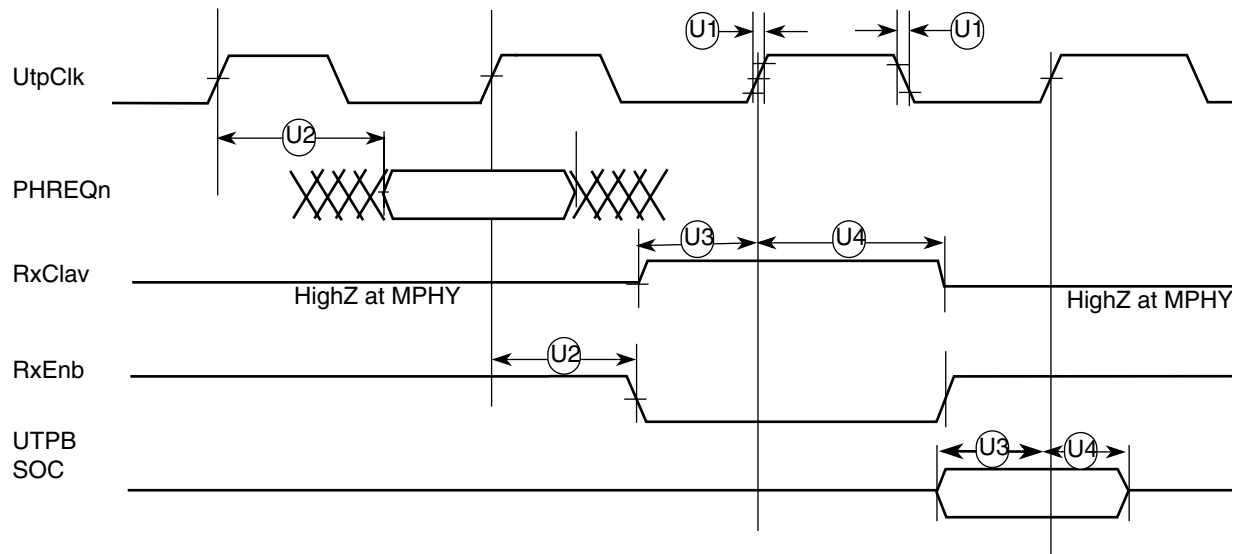 U1
U1
UtpClk
U2
PHREQn
U3
U4
RxClav
HighZ at MPHY
HighZ at MPHY
U2
RxEnb
UTPB
SOC
U3
U4